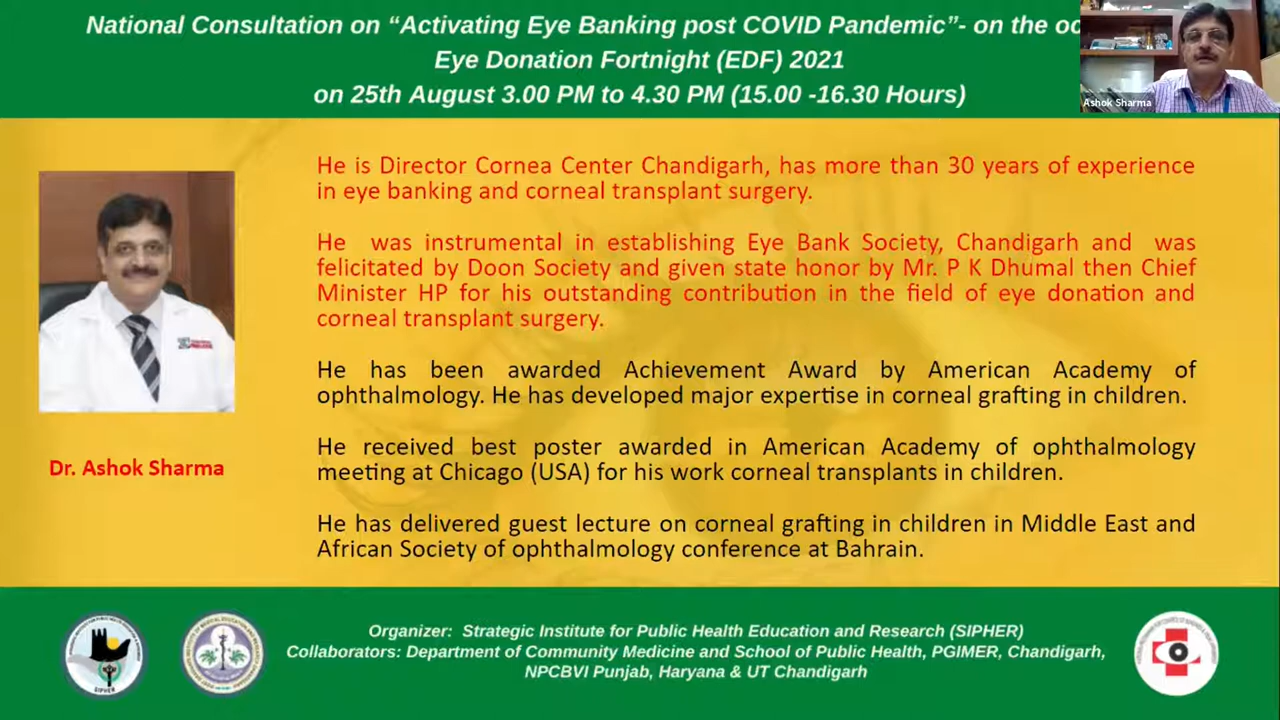 National Consultation on “Activating Eye Banking post COVID Pandemic”- on the oc
Eye Donation Fortnight (EDF) 2021
on 25th August 3.00 PM to 4.30 PM (15.00 -16.30 Hours)
Ashok Sharma
He is Director Cornea Center Chandigarh, has more than 30 years of experience
in eye banking and corneal transplant surgery.
He was instrumental in establishing Eye Bank Society, Chandigarh and was
felicitated by Doon Society and given state honor by Mr. P K Dhumal then Chief
Minister HP for his outstanding contribution in the field of eye donation and
corneal transplant surgery.
He has been awarded Achievement Award by American Academy of
ophthalmology. He has developed major expertise in corneal grafting in children.
He received best poster awarded in American Academy of ophthalmology
meeting at Chicago (USA) for his work corneal transplants in children.
He has delivered guest lecture on corneal grafting in children in Middle East and
African Society of ophthalmology conference at Bahrain.
Dr. Ashok Sharma
Organizer: Strategic Institute for Public Health Education and Research (SIPHER)
Collaborators: Department of Community Medicine and School of Public Health, PGIMER, Chandigarh,
NPCBVI Punjab, Haryana & UT Chandigarh
SIPHER